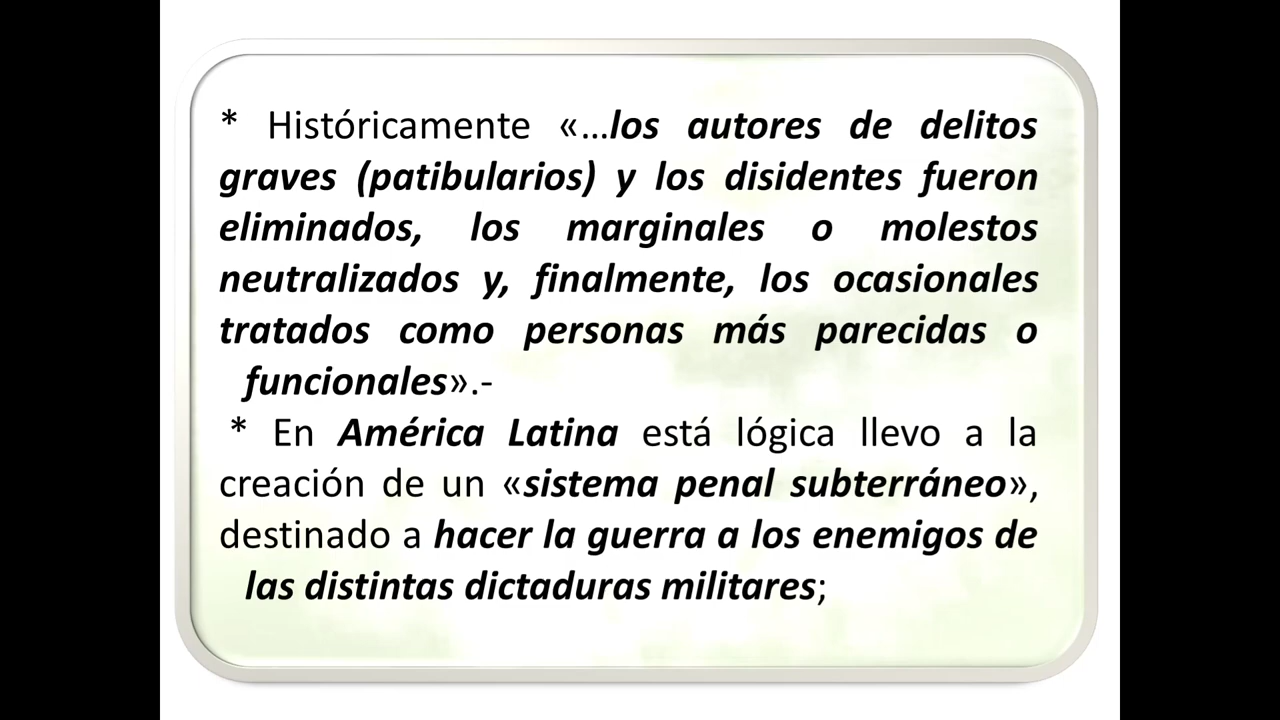 * Históricamente «…los autores de delitos
graves (patibularios) y los disidentes fueron
eliminados, los marginales o molestos
neutralizados y, finalmente, los ocasionales
tratados como personas más parecidas o
funcionales».-
* En América Latina está lógica llevo a la
creación de un «sistema penal subterráneo»,
destinado a hacer la guerra a los enemigos de
las distintas dictaduras militares;